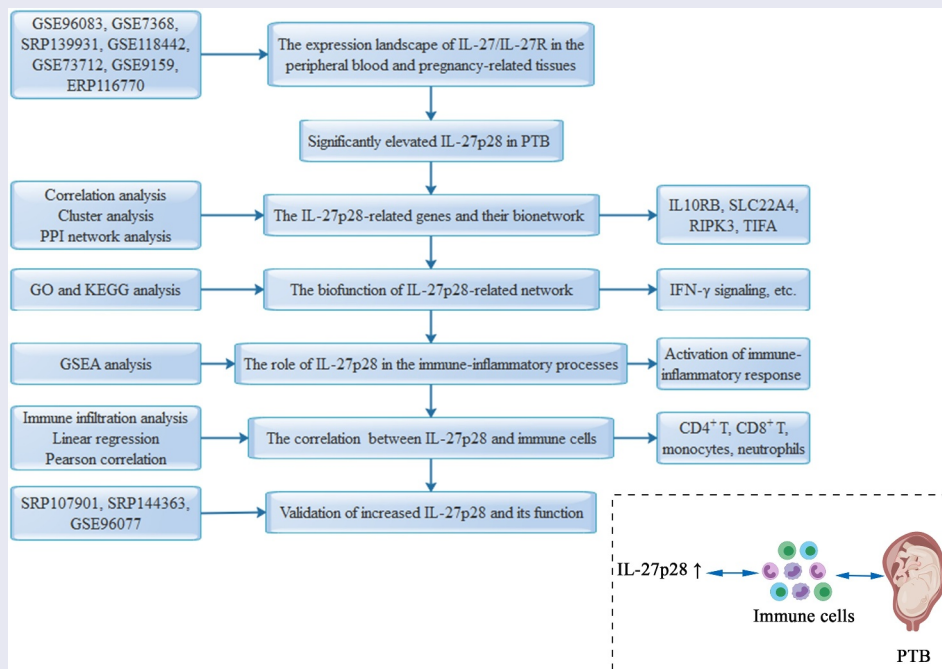 GSE96083, GSE7368,
SRP139931, GSE118442,
GSE73712, GSE9159,
ERP116770
The expression landscape of IL-27/IL-27R in the
peripheral blood and pregnancy-related tissues
Significantly elevated IL-27p28 in PTB
Correlation analysis
Cluster analysis
PPI network analysis
The IL-27p28-related genes and their bionetwork
IL10RB, SLC22A4,
RIPK3, TIFA
GO and KEGG analysis
The biofunction of IL-27p28-related network
IFN-γ signaling, etc.
GSEA analysis
The role of IL-27p28 in the immune-inflammatory processes
Activation of immune-
inflammatory response
Immune infiltration analysis
Linear regression
Pearson correlation
The correlation between IL-27p28 and immune cells
CD4⁺ T, CD8⁺ T,
monocytes, neutrophils
SRP107901, SRP144363,
GSE96077
Validation of increased IL-27p28 and its function
IL-27p28 ↑
Immune cells
PTB